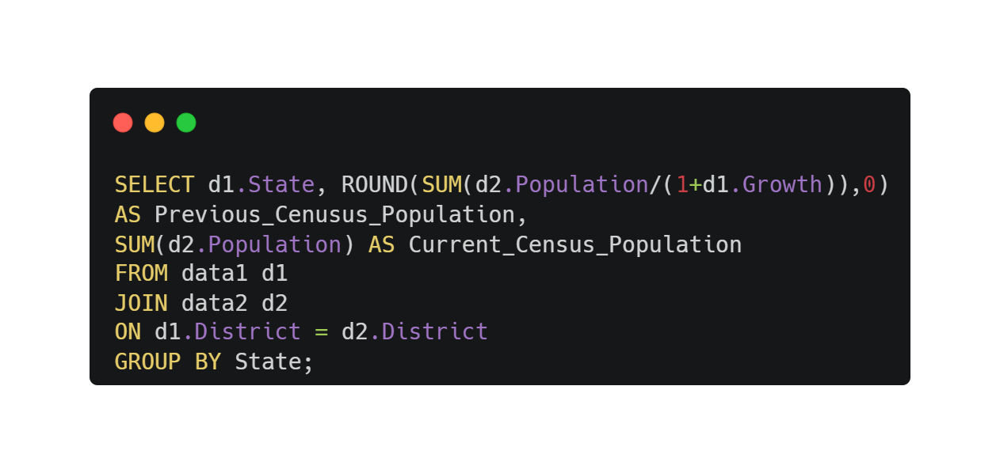 SELECT d1.State, ROUND(SUM(d2.Population/(1+d1.Growth)),0)
AS Previous_Cenusus_Population,
SUM(d2.Population) AS Current_Census_Population
FROM data1 d1
JOIN data2 d2
ON d1.District = d2.District
GROUP BY State;